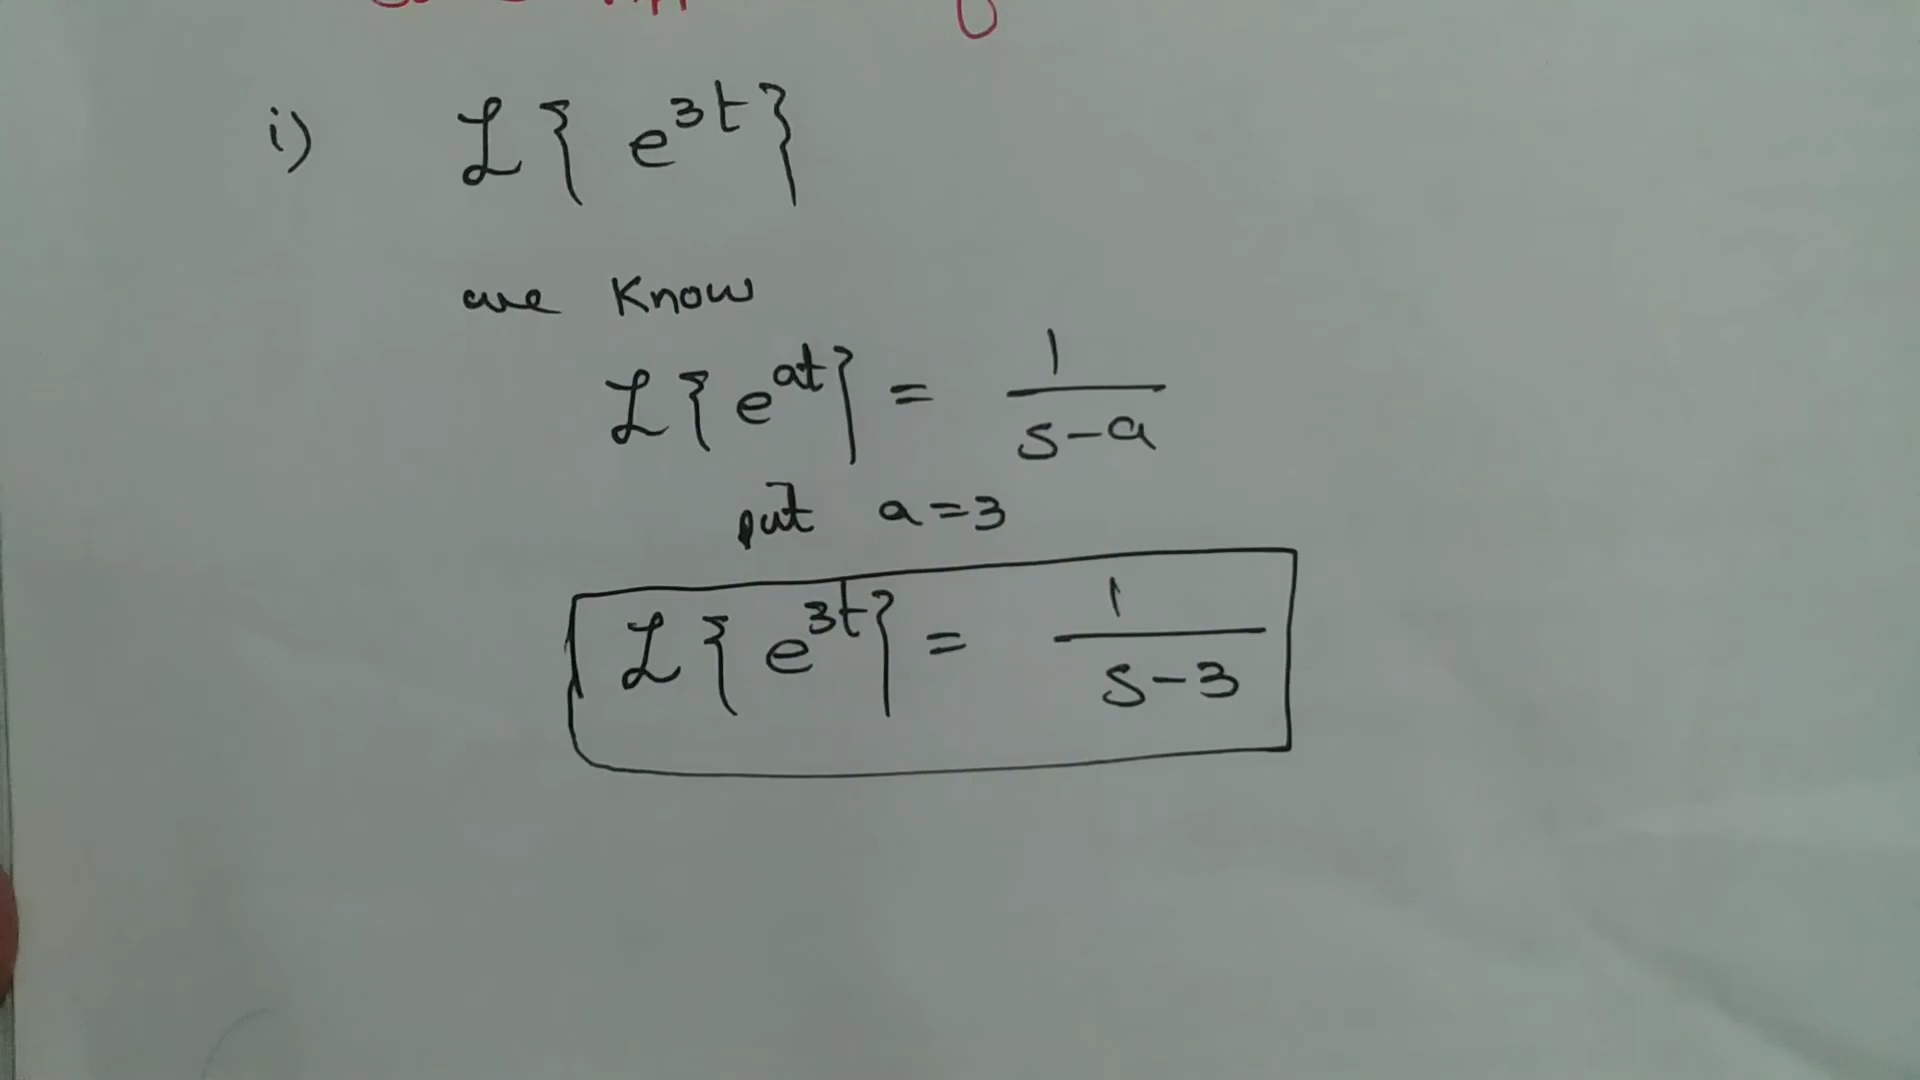 i) ℒ{e^{3t}}
we Know
ℒ{e^{at}} = 1/(s-a)
put a=3
ℒ{e^{3t}} = 1/(s-3)